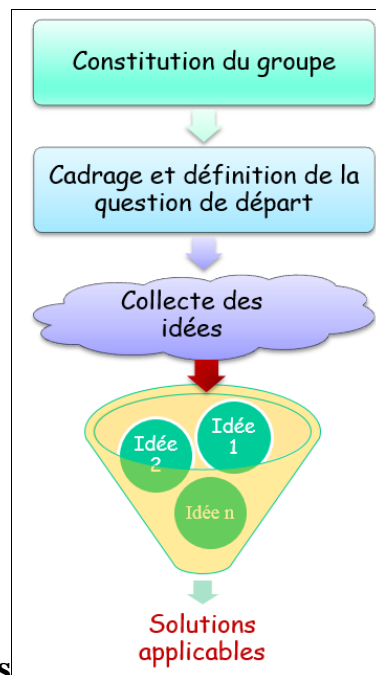 Constitution du groupe
Cadrage et définition de la
question de départ
Collecte des
idées
Idée
1
Idée
2
Idée n
Solutions
applicables
s